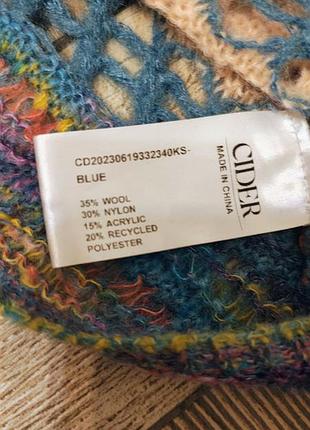 CD20230619332340KS-
BLUE
35% WOOL
30% NYLON
15% ACRYLIC
20% RECYCLED
POLYESTER
CIDER
MADE IN CHINA